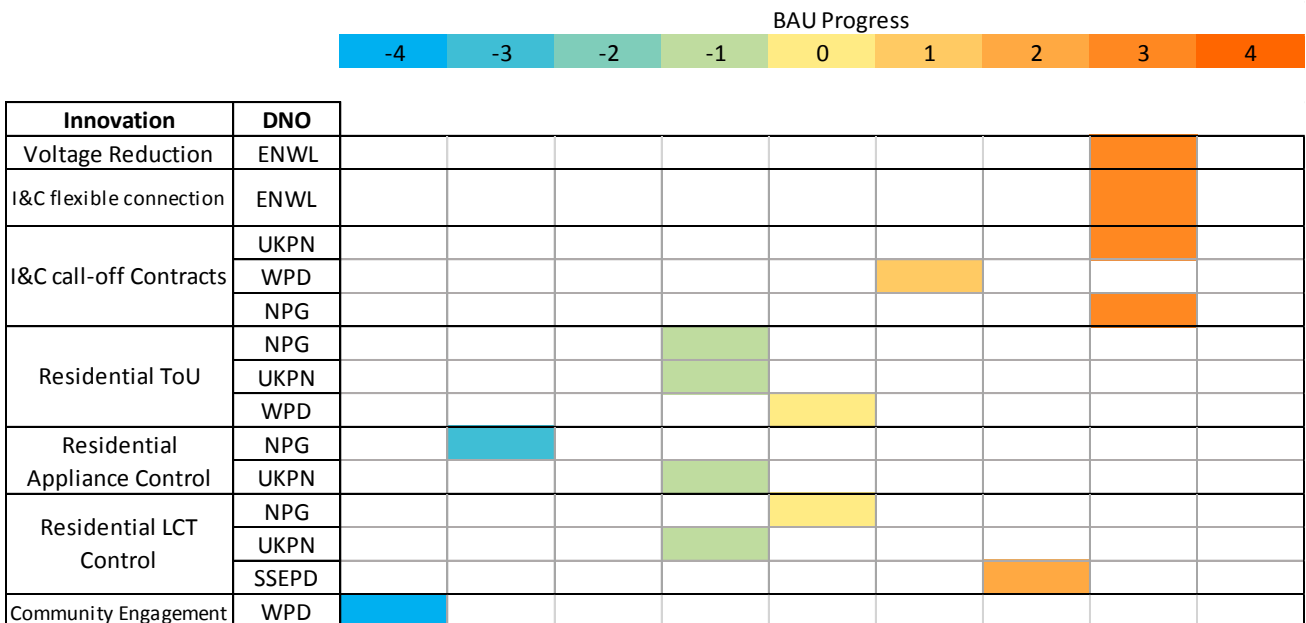 BAU Progress
-4 -3 -2 -1 0 1 2 3 4
Innovation DNO
Voltage Reduction ENWL
I&C flexible connection ENWL
I&C call-off Contracts
UKPN
WPD
NPG
Residential ToU
NPG
UKPN
WPD
Residential
Appliance Control
NPG
UKPN
Residential LCT
Control
NPG
UKPN
SSEPD
Community Engagement WPD